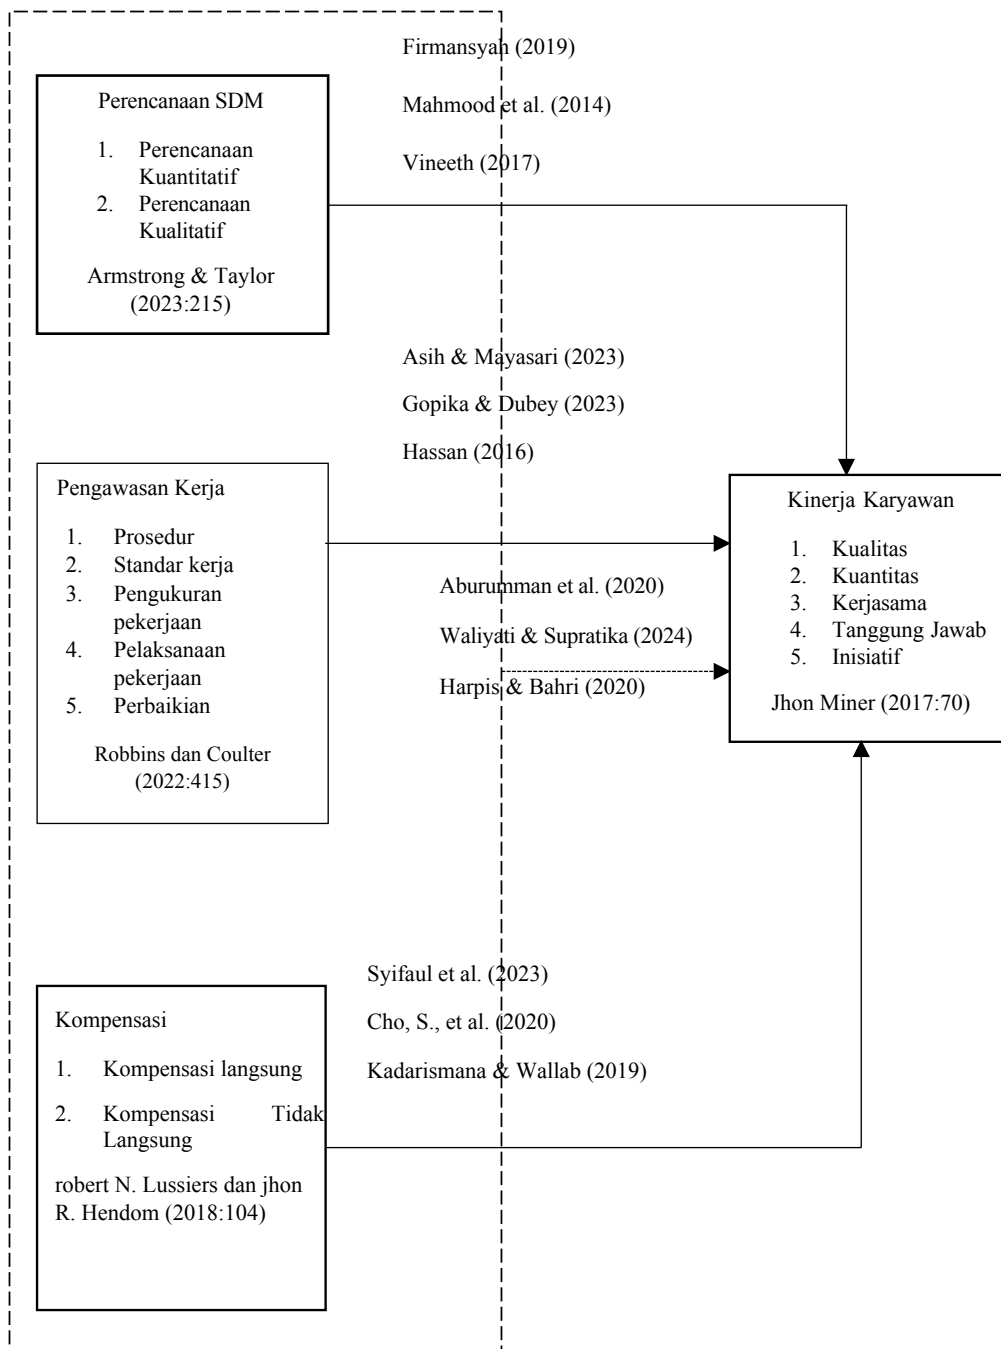 Firmansyah (2019)
Mahmood et al. (2014)
Vineeth (2017)
Perencanaan SDM
1. Perencanaan
Kuantitatif
2. Perencanaan
Kualitatif
Armstrong & Taylor
(2023:215)
Asih & Mayasari (2023)
Gopika & Dubey (2023)
Hassan (2016)
Pengawasan Kerja
1. Prosedur
2. Standar kerja
3. Pengukuran
pekerjaan
4. Pelaksanaan
pekerjaan
5. Perbaikian
Robbins dan Coulter
(2022:415)
Aburumman et al. (2020)
Waliyati & Supratika (2024)
Harpis & Bahri (2020)
Kinerja Karyawan
1. Kualitas
2. Kuantitas
3. Kerjasama
4. Tanggung Jawab
5. Inisiatif
Jhon Miner (2017:70)
Syifaul et al. (2023)
Cho, S., et al. (2020)
Kadarismana & Wallab (2019)
Kompensasi
1. Kompensasi langsung
2. Kompensasi Tidak
Langsung
robert N. Lussiers dan jhon
R. Hendom (2018:104)